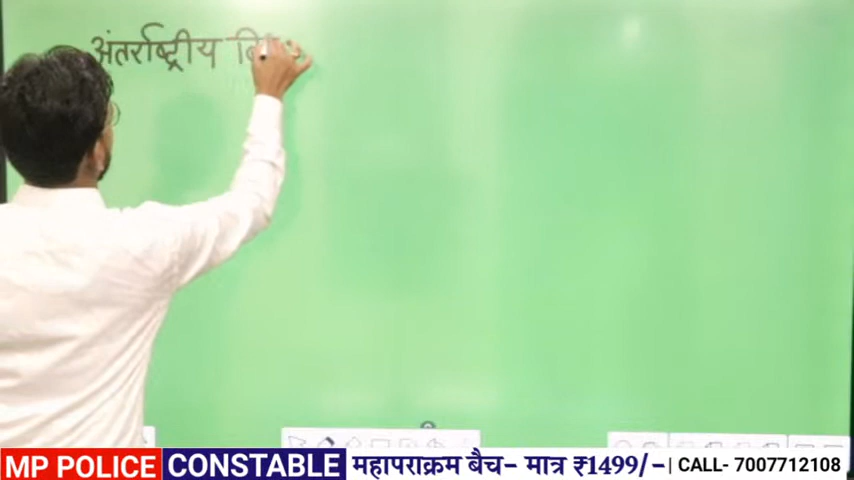 अंतर्राष्ट्रीय
MP POLICE CONSTABLE महापराक्रम बैच- मात्र ₹1499/-| CALL- 7007712108